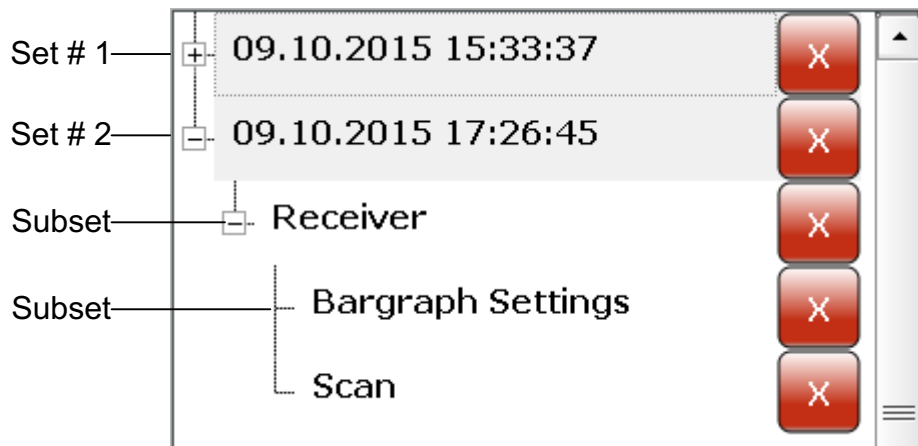 Set # 1 09.10.2015 15:33:37 X
Set # 2 09.10.2015 17:26:45 X
Subset Receiver X
Subset Bargraph Settings X
Scan X